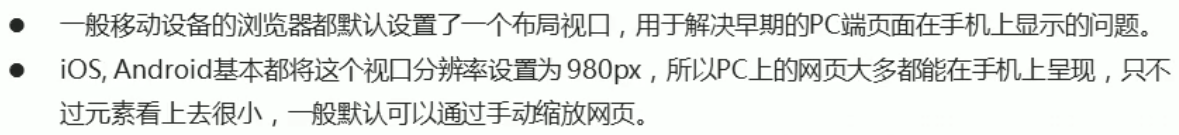 ● 一般移动设备的浏览器都默认设置了一个布局视口，用于解决早期的PC端页面在手机上显示的问题。
● iOS, Android基本都将这个视口分辨率设置为 980px，所以PC上的网页大多都能在手机上呈现，只不
过元素看上去很小，一般默认可以通过手动缩放网页。